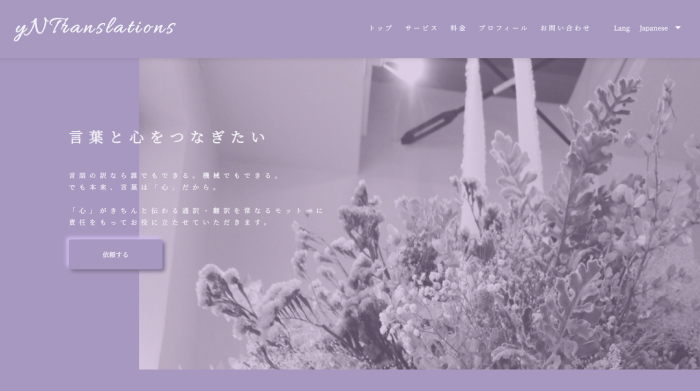 yNTranslations
トップ サービス 料金 プロフィール お問い合わせ Lang Japanese
言葉と心をつなぎたい
言語の訳なら誰でもできる。機械でもできる。
でも本来、言葉は「心」だから。
「心」がきちんと伝わる通訳・翻訳を常なるモットーに
責任をもってお役に立たせていただきます。
依頼する